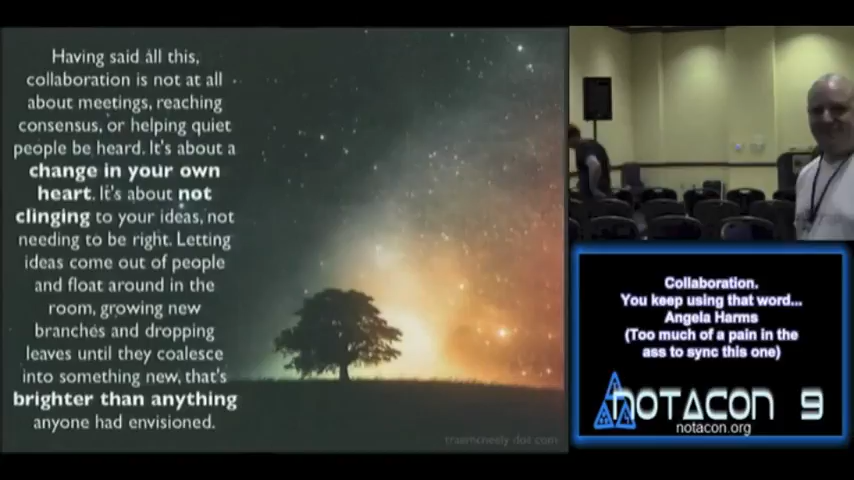 Having said all this,
collaboration is not at all
about meetings, reaching
consensus, or helping quiet
people be heard. It's about a
change in your own
heart. It's about not
clinging to your ideas, not
needing to be right. Letting
ideas come out of people
and float around in the
room, growing new
branches and dropping
leaves until they coalesce
into something new, that's
brighter than anything
anyone had envisioned.
Collaboration.
You keep using that word...
Angela Harms
(Too much of a pain in the
ass to sync this one)
NOTACON 9
notacon.org